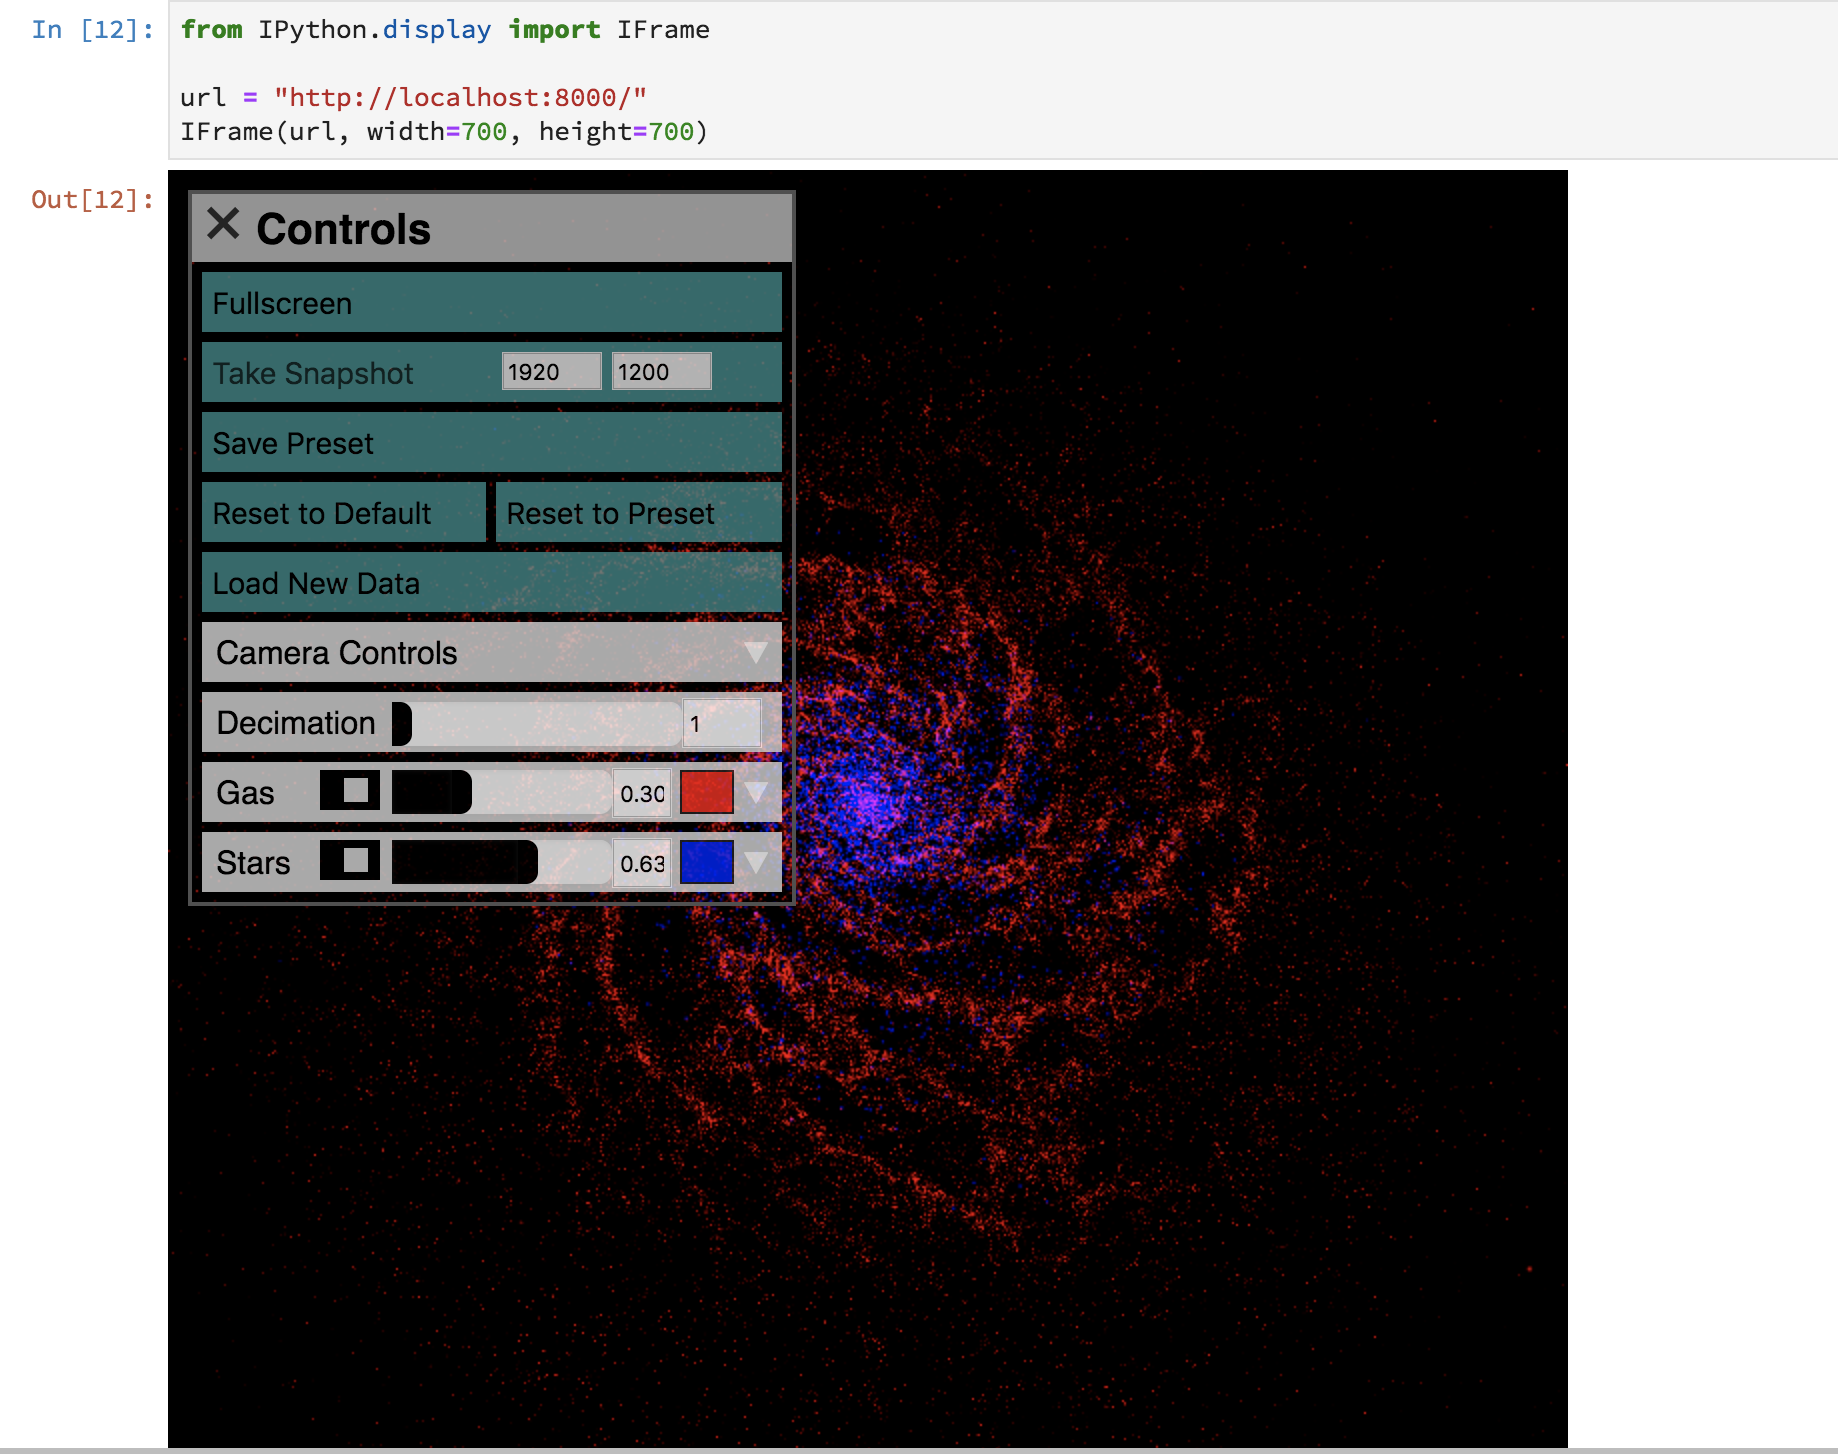 In [12]: from IPython.display import IFrame
url = "http://localhost:8000/"
IFrame(url, width=700, height=700)
Out[12]:
Controls
Fullscreen
Take Snapshot 1920 1200
Save Preset
Reset to Default Reset to Preset
Load New Data
Camera Controls
Decimation 1
Gas 0.30
Stars 0.63